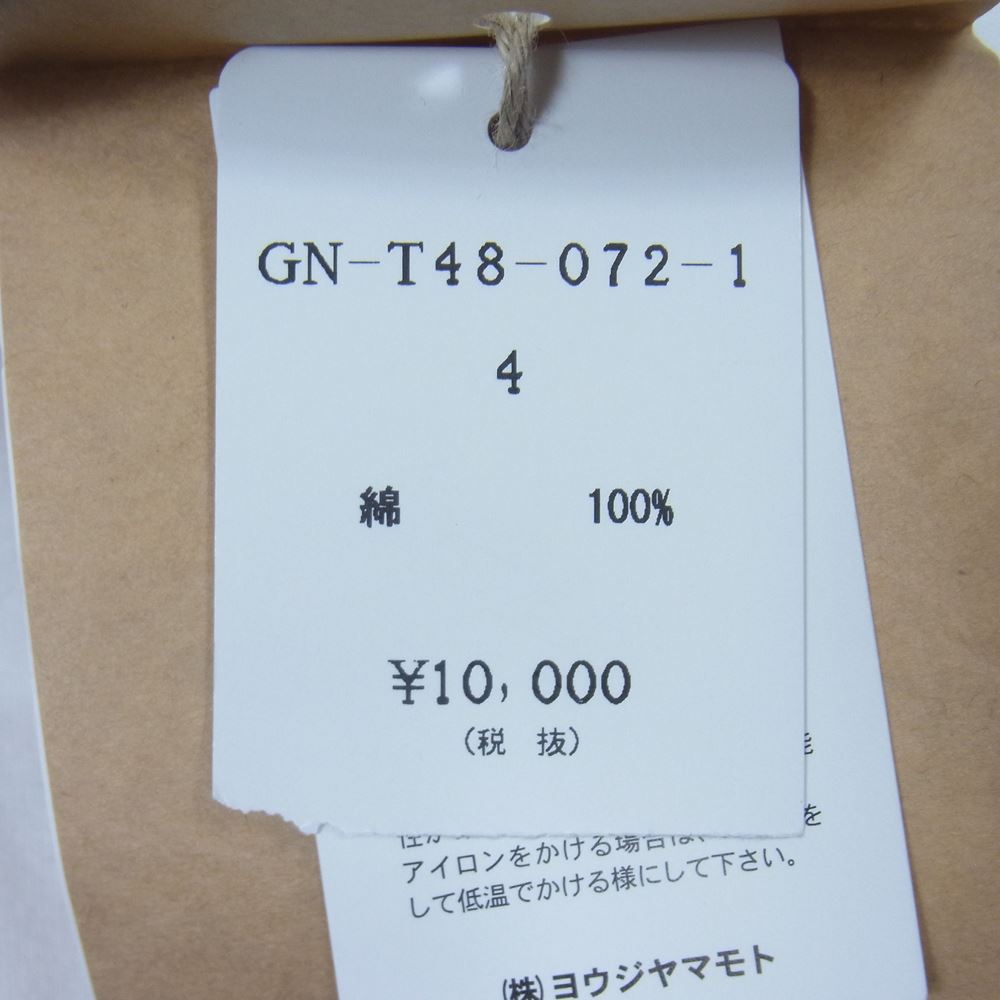 GN-T48-072-1
4
綿 100%
¥10,000
(税 抜)
を
アイロンをかける場合は、
して低温でかける様にして下さい。
(株)ヨウジヤマモト